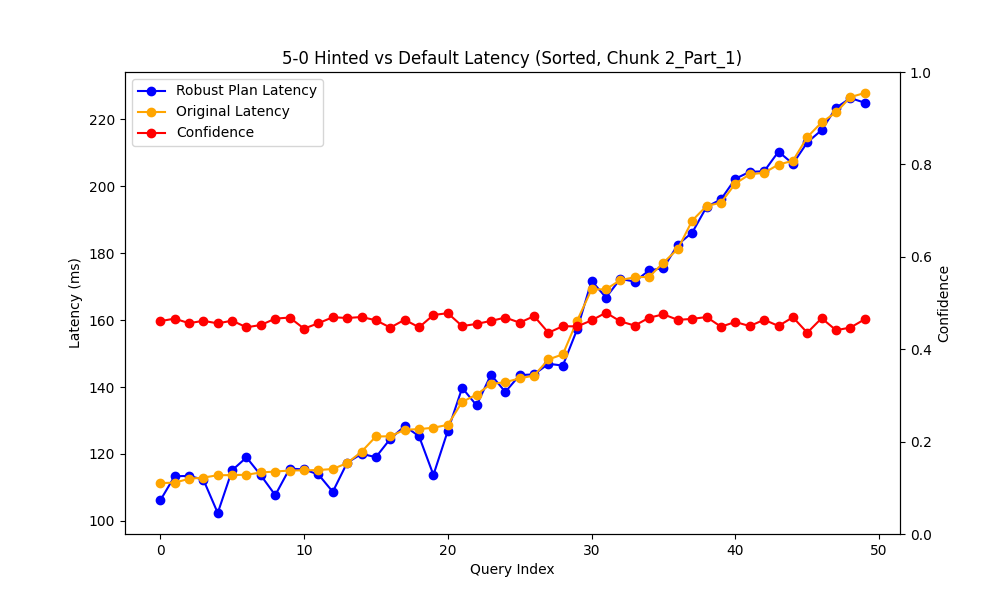 5-0 Hinted vs Default Latency (Sorted, Chunk 2_Part_1)
Robust Plan Latency
Original Latency
Confidence
Latency (ms)
220
200
180
160
140
120
100
1.0
0.8
0.6
0.4
0.2
0.0
Confidence
0 10 20 30 40 50
Query Index